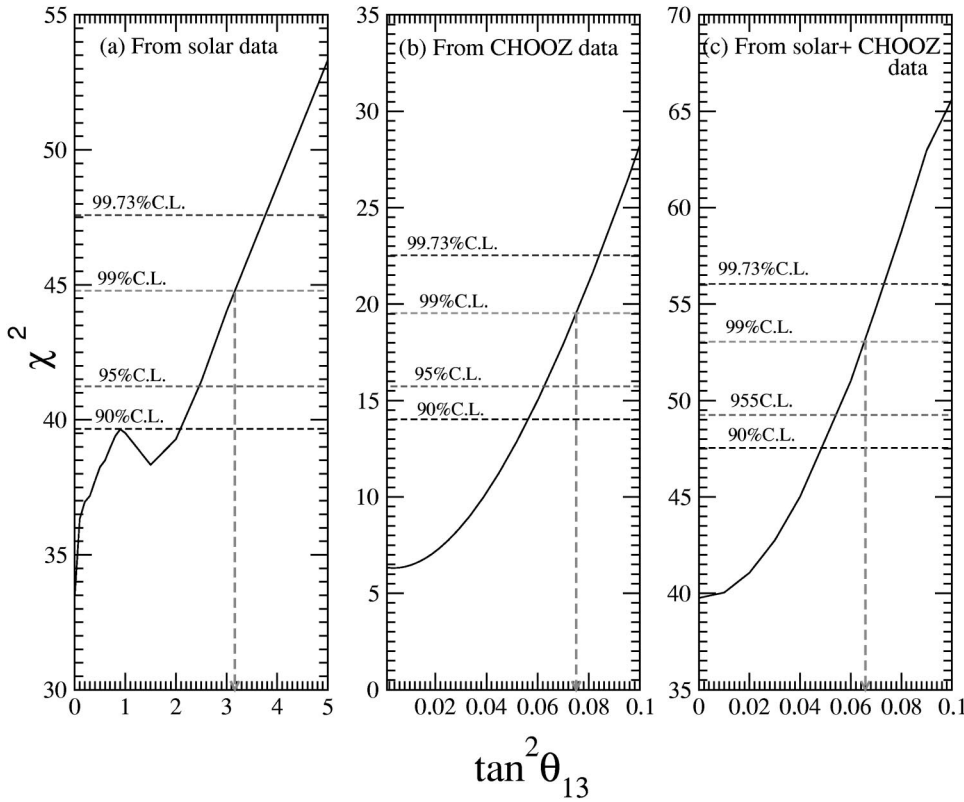 (a) From solar data
55
50
45
40
35
30
99.73%C.L.
99%C.L.
95%C.L.
90%C.L.
0 1 2 3 4 5
χ²
(b) From CHOOZ data
35
30
25
20
15
10
5
0
99.73%C.L.
99%C.L.
95%C.L.
90%C.L.
0.02 0.04 0.06 0.08 0.1
(c) From solar+ CHOOZ
data
70
65
60
55
50
45
40
35
99.73%C.L.
99%C.L.
955C.L.
90%C.L.
0 0.02 0.04 0.06 0.08 0.1
tan²θ₁₃